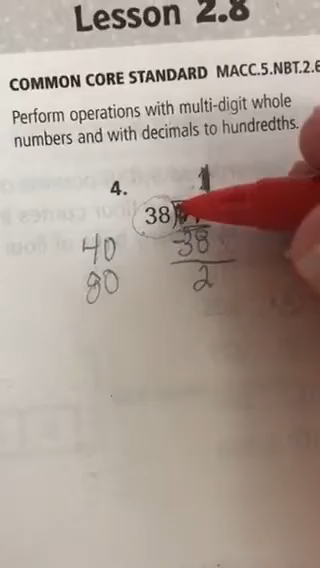 Lesson 2.8
COMMON CORE STANDARD MACC.5.NBT.2.6
Perform operations with multi-digit whole
numbers and with decimals to hundredths.
4.
1
38)
40 -38
80 2